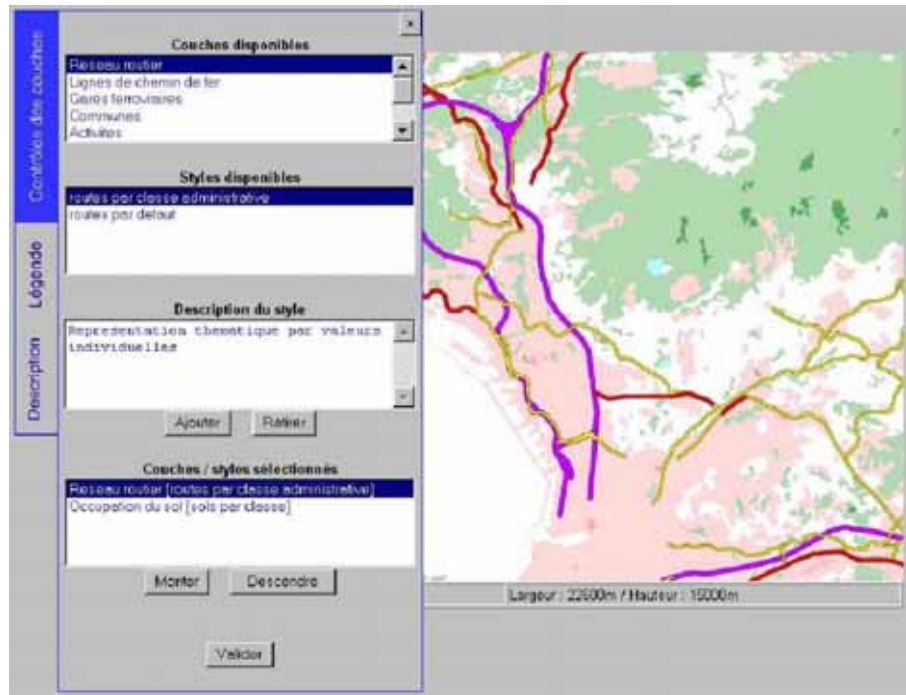 Contrôles des couches
Légende
Description
×
Couches disponibles
Reseau routier
Lignes de chemin de fer
Gares ferroviaires
Communes
Activites
Styles disponibles
routes par classe administrative
routes par defaut
Description du style
Representation thematique par valeurs
individuelles
Ajouter Retirer
Couches / styles sélectionnés
Reseau routier [routes par classe administrative]
Occupation du sol [sols par classe]
Monter Descendre
Valider
Largeur : 22600m / Hauteur : 15000m